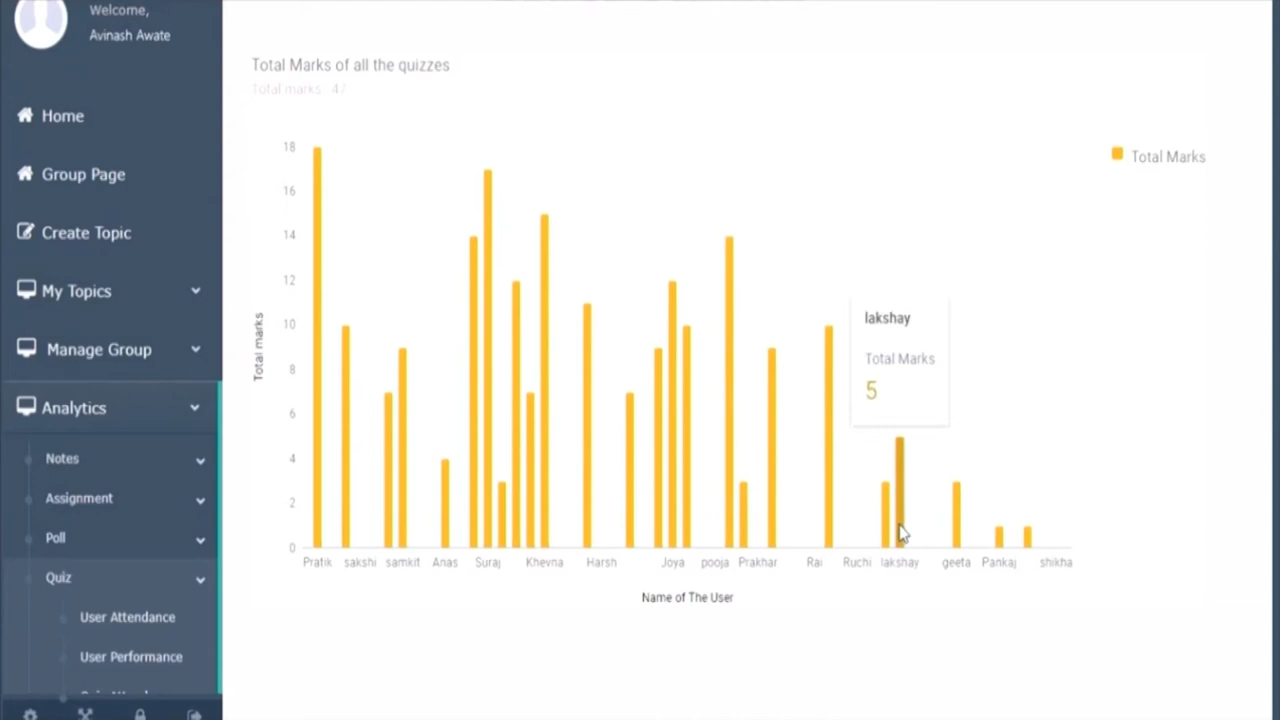 Welcome,
Avinash Awate
Home
Group Page
Create Topic
My Topics
Manage Group
Analytics
Notes
Assignment
Poll
Quiz
User Attendance
User Performance
Total Marks of all the quizzes
Total marks : 47
18
16
14
12
10
8
6
4
2
0
Total marks
Total Marks
lakshay
Total Marks
5
Pratik sakshi samkit Anas Suraj Khevna Harsh Joya pooja Prakhar Rai Ruchi lakshay geeta Pankaj shikha
Name of The User